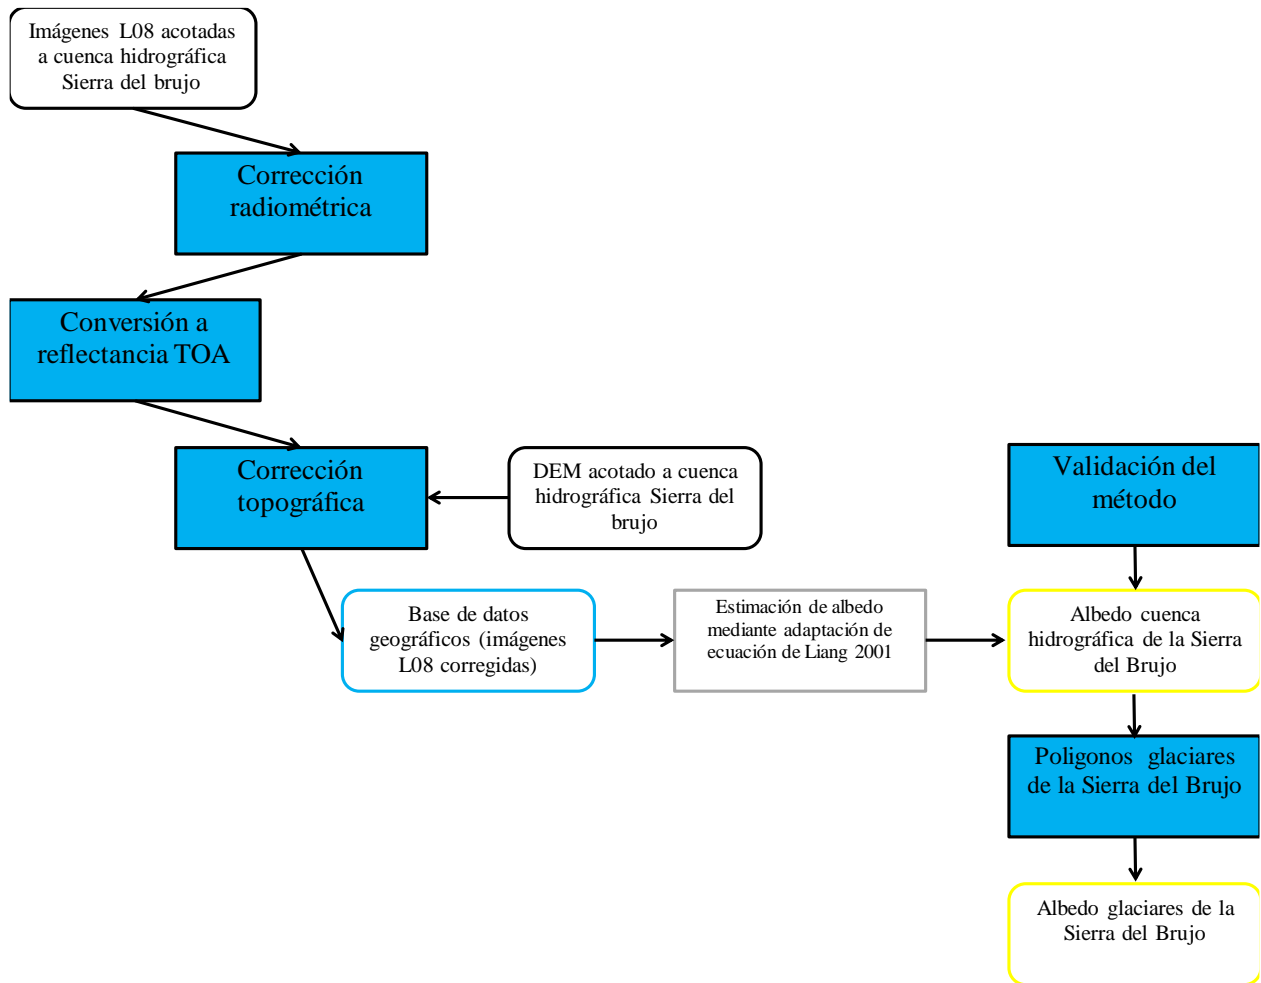 Imágenes L08 acotadas
a cuenca hidrográfica
Sierra del brujo
Corrección
radiométrica
Conversión a
reflectancia TOA
Corrección
topográfica
DEM acotado a cuenca
hidrográfica Sierra del
brujo
Validación del
método
Base de datos
geográficos (imágenes
L08 corregidas)
Estimación de albedo
mediante adaptación de
ecuación de Liang 2001
Albedo cuenca
hidrográfica de la Sierra
del Brujo
Poligonos glaciares
de la Sierra del Brujo
Albedo glaciares de la
Sierra del Brujo